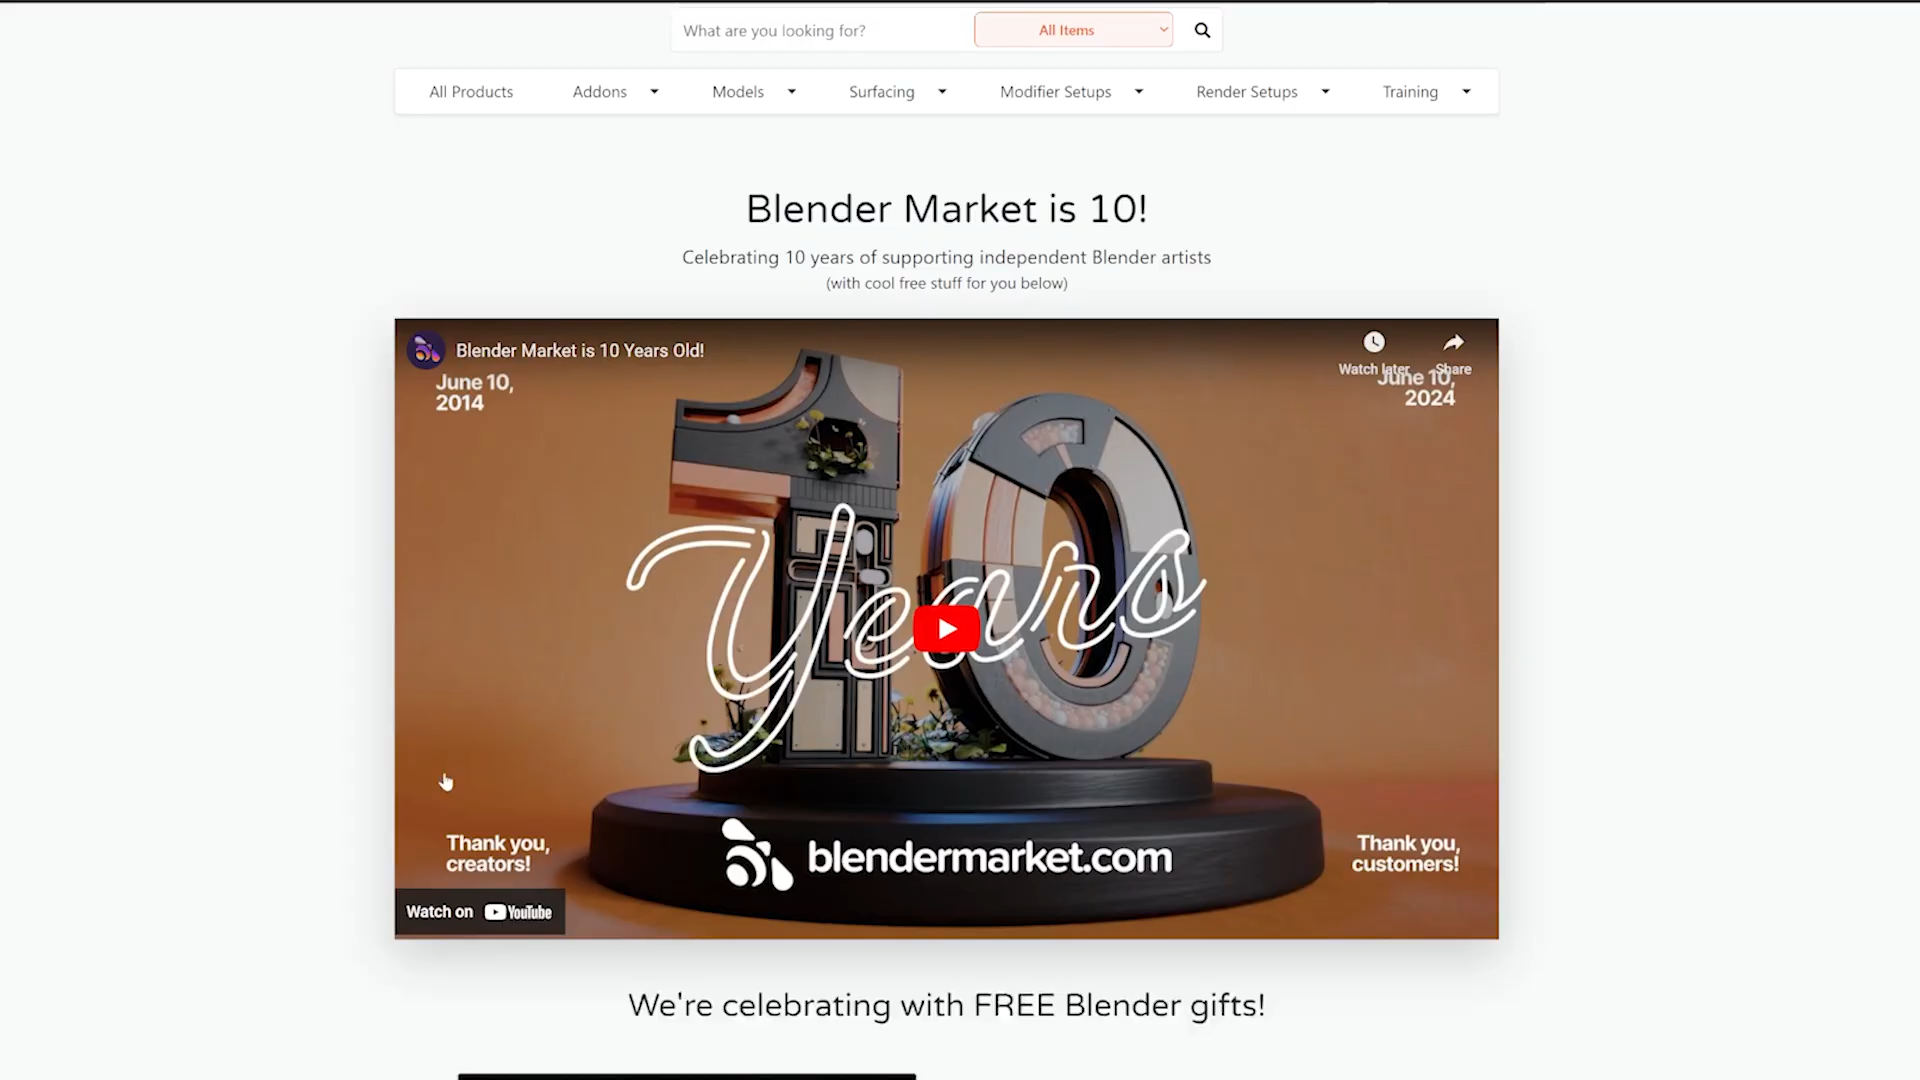 What are you looking for?
All Items
All Products
Addons
Models
Surfacing
Modifier Setups
Render Setups
Training
Blender Market is 10!
Celebrating 10 years of supporting independent Blender artists
(with cool free stuff for you below)
Blender Market is 10 Years Old!
Watch later
Share
June 10,
2014
June 10,
2024
10
Years
blendermarket.com
Thank you,
creators!
Thank you,
customers!
Watch on YouTube
We're celebrating with FREE Blender gifts!